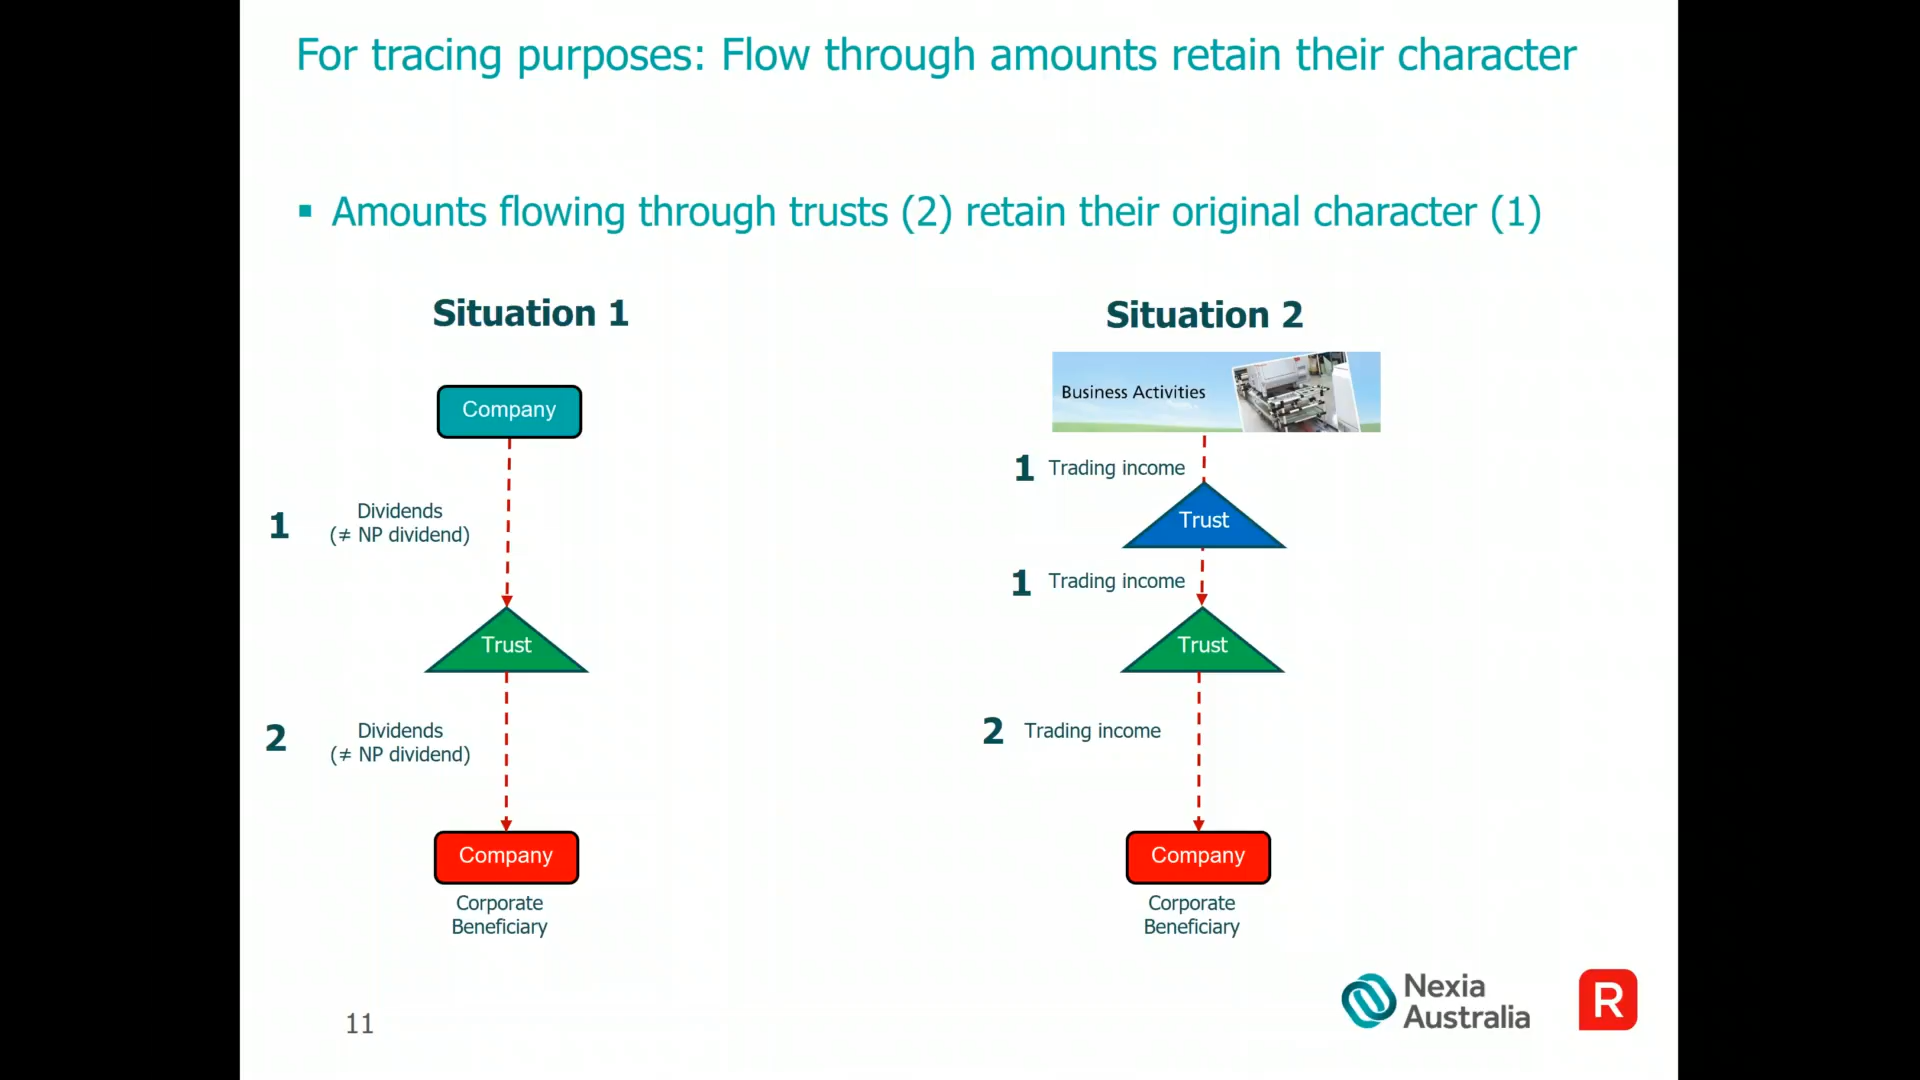 For tracing purposes: Flow through amounts retain their character
▪ Amounts flowing through trusts (2) retain their original character (1)
Situation 1
Company
1
Dividends
(≠ NP dividend)
Trust
2
Dividends
(≠ NP dividend)
Company
Corporate
Beneficiary
Situation 2
Business Activities
1 Trading income
Trust
1 Trading income
Trust
2 Trading income
Company
Corporate
Beneficiary
11
Nexia
Australia
R